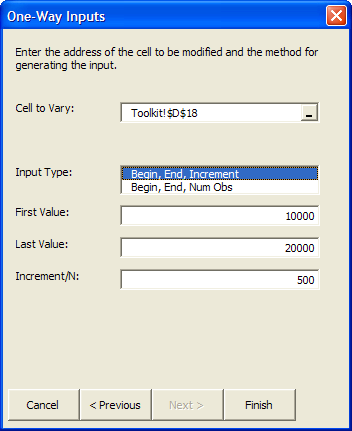 One-Way Inputs
Enter the address of the cell to be modified and the method for
generating the input.
Cell to Vary:
Toolkit!$D$18
Input Type:
Begin, End, Increment
Begin, End, Num Obs
First Value:
10000
Last Value:
20000
Increment/N:
500
Cancel
< Previous
Next >
Finish